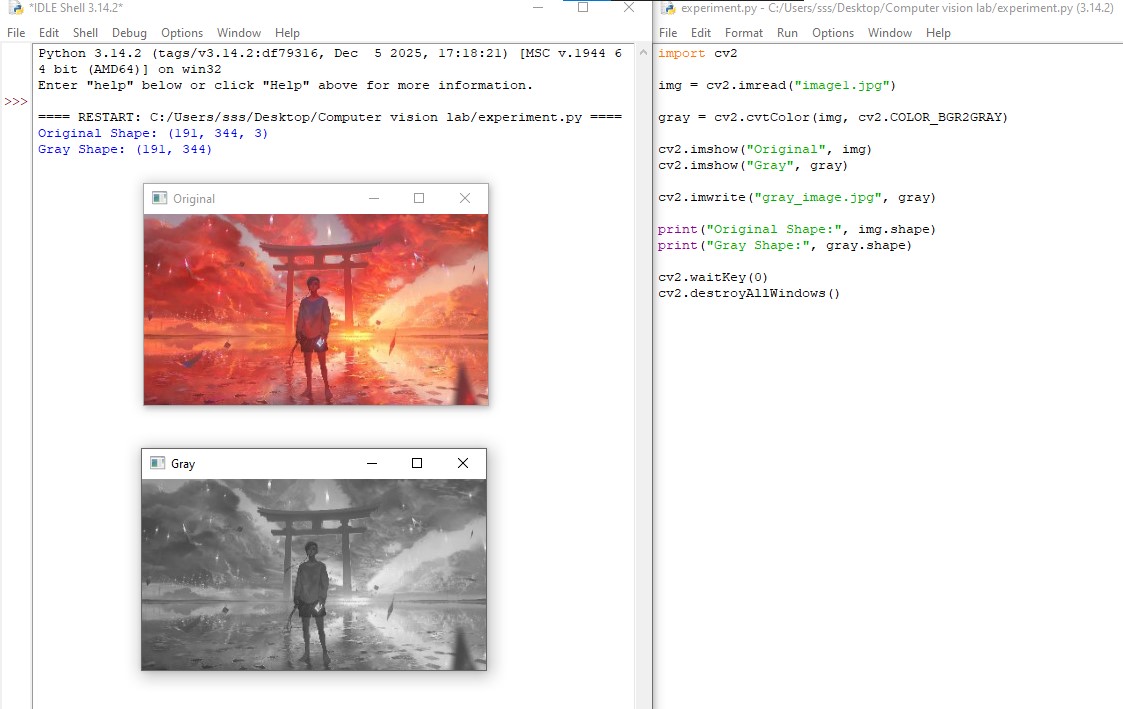 *IDLE Shell 3.14.2*
File Edit Shell Debug Options Window Help
Python 3.14.2 (tags/v3.14.2:df79316, Dec  5 2025, 17:18:21) [MSC v.1944 6
4 bit (AMD64)] on win32
Enter "help" below or click "Help" above for more information.
>>>
==== RESTART: C:/Users/sss/Desktop/Computer vision lab/experiment.py ====
Original Shape: (191, 344, 3)
Gray Shape: (191, 344)
Original
Gray
experiment.py - C:/Users/sss/Desktop/Computer vision lab/experiment.py (3.14.2)
File Edit Format Run Options Window Help
import cv2
img = cv2.imread("image1.jpg")
gray = cv2.cvtColor(img, cv2.COLOR_BGR2GRAY)
cv2.imshow("Original", img)
cv2.imshow("Gray", gray)
cv2.imwrite("gray_image.jpg", gray)
print("Original Shape:", img.shape)
print("Gray Shape:", gray.shape)
cv2.waitKey(0)
cv2.destroyAllWindows()